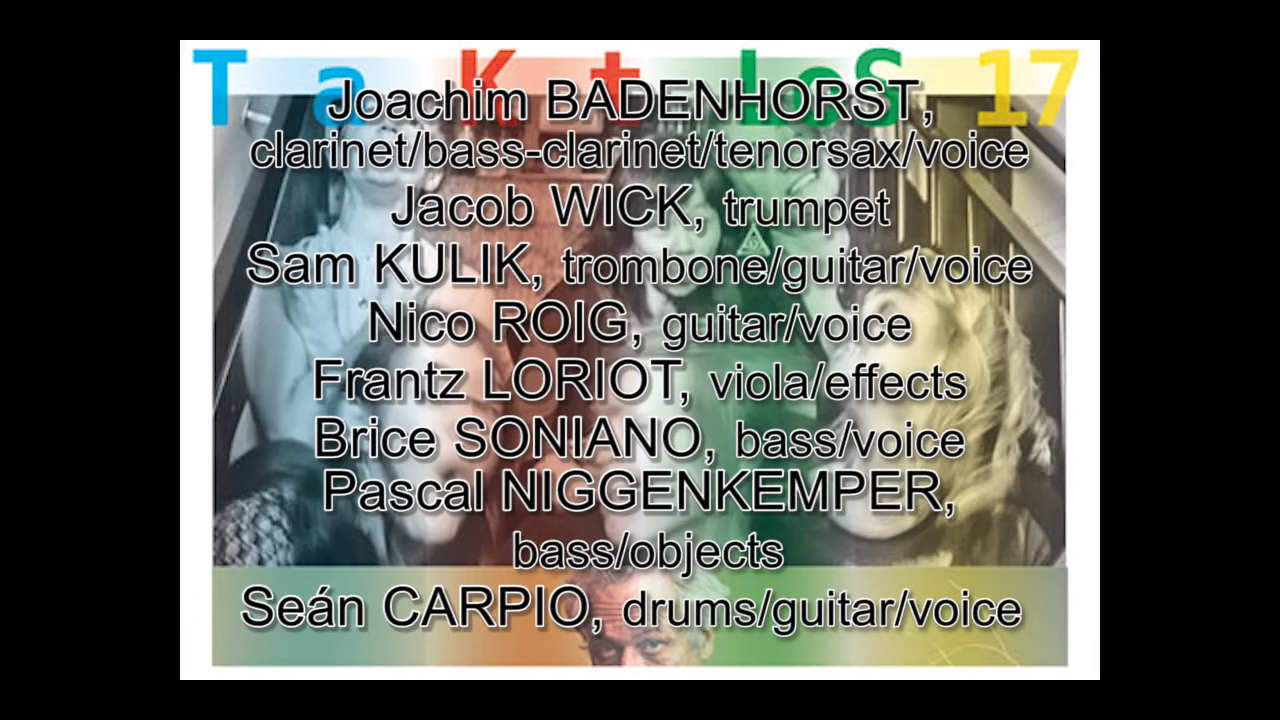 TaKtLoS 17
Joachim BADENHORST,
clarinet/bass-clarinet/tenorsax/voice
Jacob WICK, trumpet
Sam KULIK, trombone/guitar/voice
Nico ROIG, guitar/voice
Frantz LORIOT, viola/effects
Brice SONIANO, bass/voice
Pascal NIGGENKEMPER,
bass/objects
Seán CARPIO, drums/guitar/voice